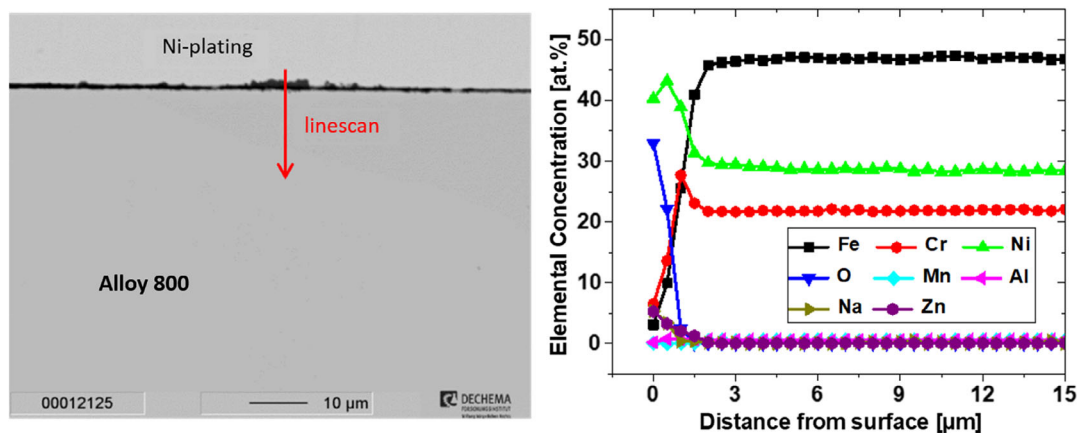 Ni-plating
linescan
Alloy 800
00012125
10 µm
DECHEMA
FORSCHUNGSINSTITUT
Elemental Concentration [at.%]
50
40
30
20
10
0
Fe
Cr
Ni
O
Mn
Al
Na
Zn
0
3
6
9
12
15
Distance from surface [µm]